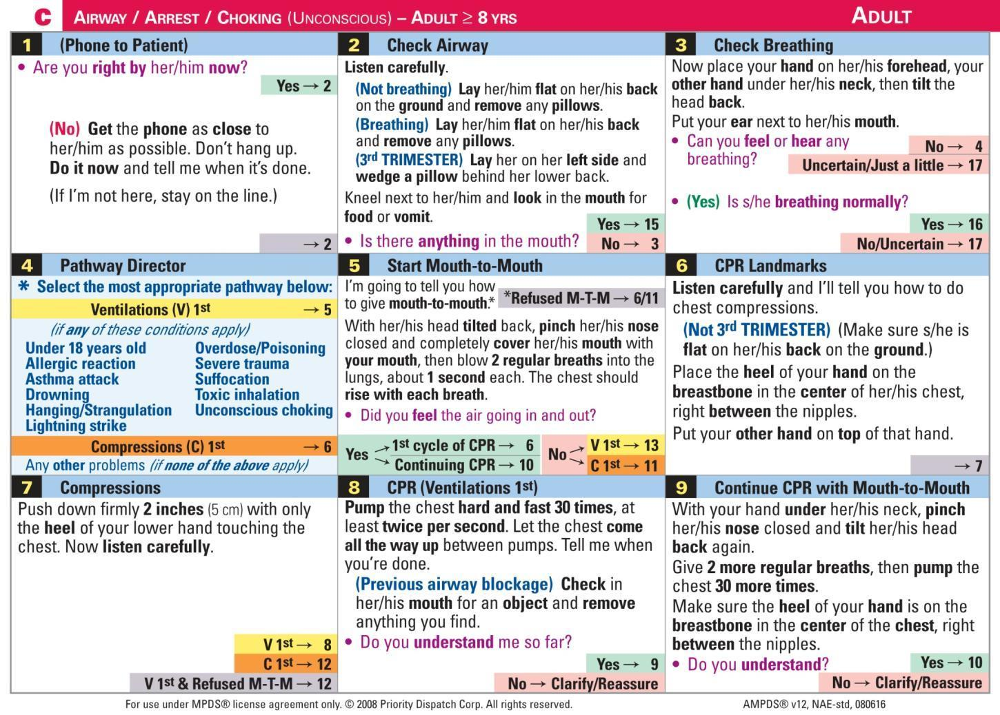 C AIRWAY / ARREST / CHOKING (UNCONSCIOUS) – ADULT ≥ 8 YRS ADULT
1 (Phone to Patient)
• Are you right by her/him now?
Yes → 2
(No) Get the phone as close to
her/him as possible. Don't hang up.
Do it now and tell me when it's done.
(If I'm not here, stay on the line.)
→ 2
2 Check Airway
Listen carefully.
(Not breathing) Lay her/him flat on her/his back
on the ground and remove any pillows.
(Breathing) Lay her/him flat on her/his back
and remove any pillows.
(3rd TRIMESTER) Lay her on her left side and
wedge a pillow behind her lower back.
Kneel next to her/him and look in the mouth for
food or vomit.
Yes → 15
• Is there anything in the mouth?
No → 3
3 Check Breathing
Now place your hand on her/his forehead, your
other hand under her/his neck, then tilt the
head back.
Put your ear next to her/his mouth.
• Can you feel or hear any
breathing?
No → 4
Uncertain/Just a little → 17
• (Yes) Is s/he breathing normally?
Yes → 16
No/Uncertain → 17
4 Pathway Director
* Select the most appropriate pathway below:
Ventilations (V) 1st → 5
(if any of these conditions apply)
Under 18 years old Overdose/Poisoning
Allergic reaction Severe trauma
Asthma attack Suffocation
Drowning Toxic inhalation
Hanging/Strangulation Unconscious choking
Lightning strike
Compressions (C) 1st → 6
Any other problems (if none of the above apply)
5 Start Mouth-to-Mouth
I'm going to tell you how
to give mouth-to-mouth.*
*Refused M-T-M → 6/11
With her/his head tilted back, pinch her/his nose
closed and completely cover her/his mouth with
your mouth, then blow 2 regular breaths into the
lungs, about 1 second each. The chest should
rise with each breath.
• Did you feel the air going in and out?
Yes → 1st cycle of CPR → 6
→ Continuing CPR → 10
No → V 1st → 13
→ C 1st → 11
6 CPR Landmarks
Listen carefully and I'll tell you how to do
chest compressions.
(Not 3rd TRIMESTER) (Make sure s/he is
flat on her/his back on the ground.)
Place the heel of your hand on the
breastbone in the center of her/his chest,
right between the nipples.
Put your other hand on top of that hand.
→ 7
7 Compressions
Push down firmly 2 inches (5 cm) with only
the heel of your lower hand touching the
chest. Now listen carefully.
V 1st → 8
C 1st → 12
V 1st & Refused M-T-M → 12
8 CPR (Ventilations 1st)
Pump the chest hard and fast 30 times, at
least twice per second. Let the chest come
all the way up between pumps. Tell me when
you're done.
(Previous airway blockage) Check in
her/his mouth for an object and remove
anything you find.
• Do you understand me so far?
Yes → 9
No → Clarify/Reassure
9 Continue CPR with Mouth-to-Mouth
With your hand under her/his neck, pinch
her/his nose closed and tilt her/his head
back again.
Give 2 more regular breaths, then pump the
chest 30 more times.
Make sure the heel of your hand is on the
breastbone in the center of the chest, right
between the nipples.
• Do you understand?
Yes → 10
No → Clarify/Reassure
For use under MPDS® license agreement only. © 2008 Priority Dispatch Corp. All rights reserved.
AMPDS® v12, NAE-std, 080616